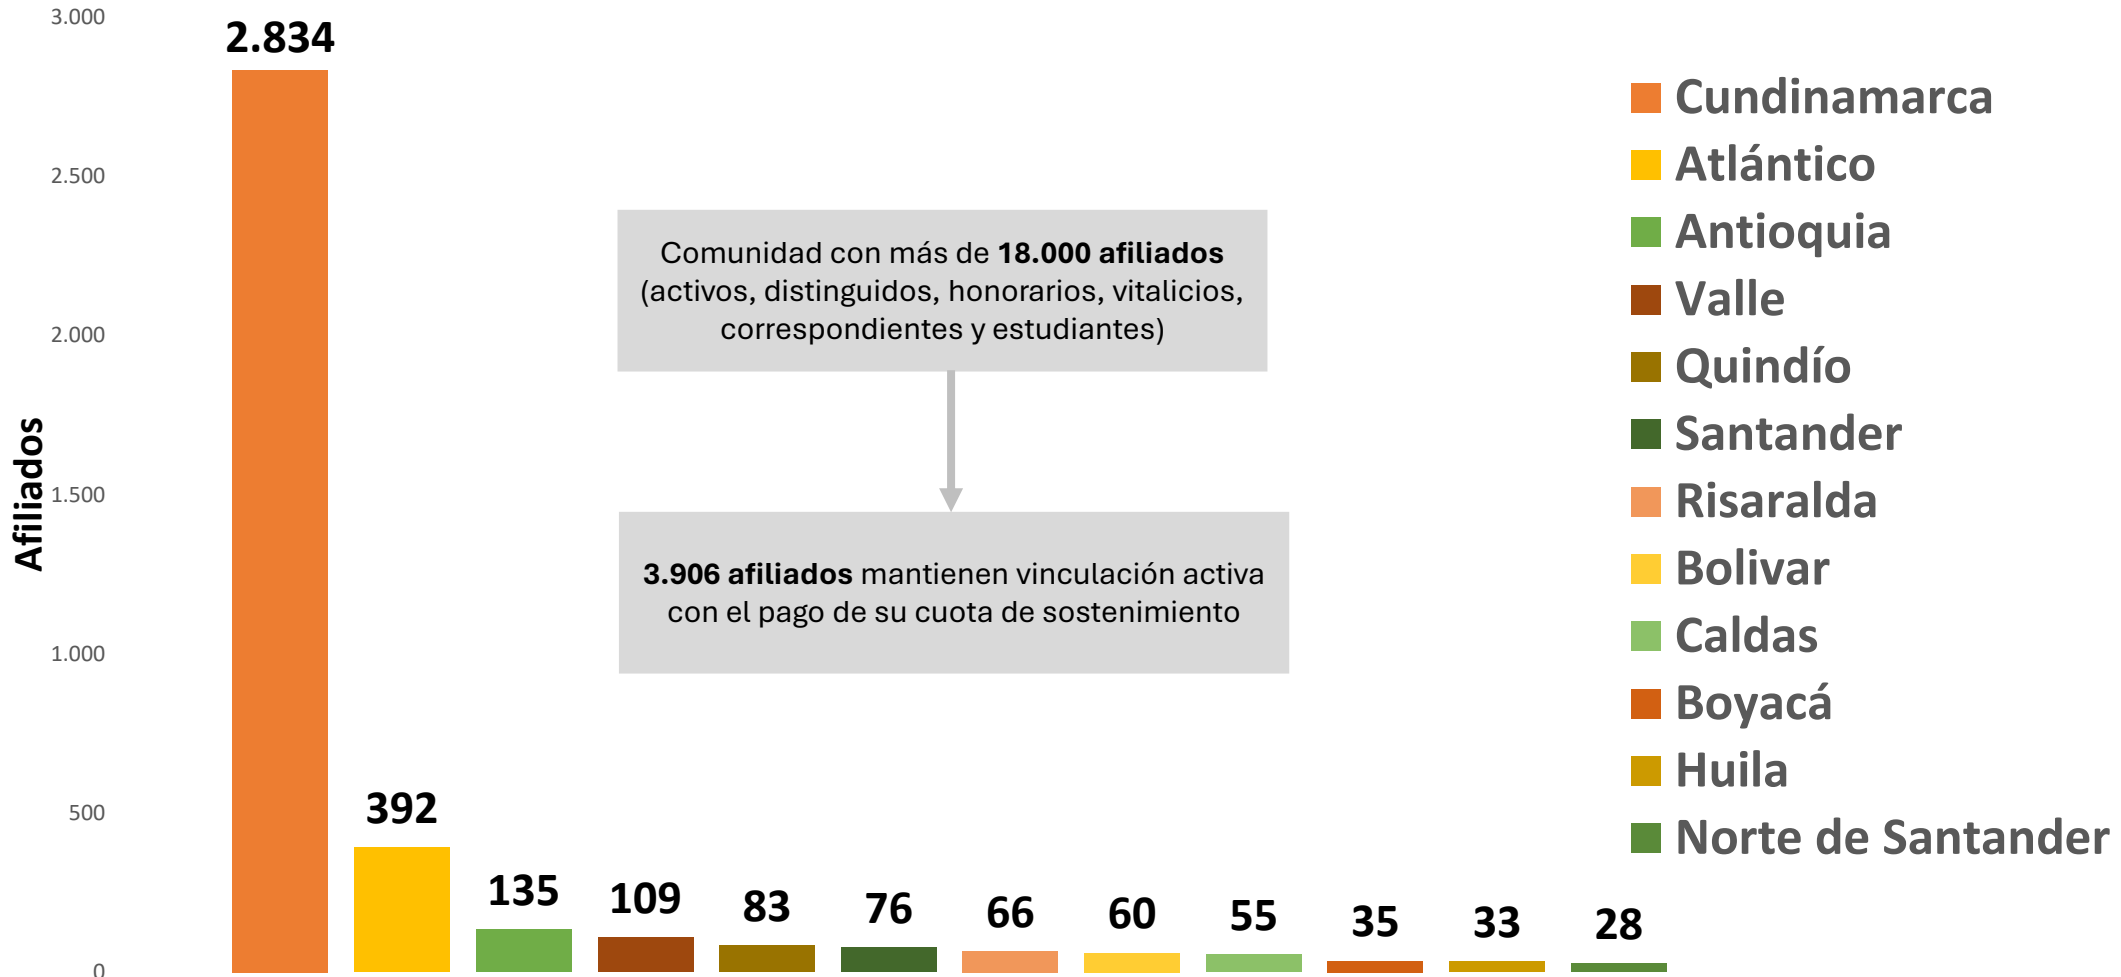 3.000
2.500
2.000
1.500
1.000
500
0
Afiliados
2.834
392
135
109
83
76
66
60
55
35
33
28
Comunidad con más de 18.000 afiliados
(activos, distinguidos, honorarios, vitalicios,
correspondientes y estudiantes)
3.906 afiliados mantienen vinculación activa
con el pago de su cuota de sostenimiento
Cundinamarca
Atlántico
Antioquia
Valle
Quindío
Santander
Risaralda
Bolivar
Caldas
Boyacá
Huila
Norte de Santander